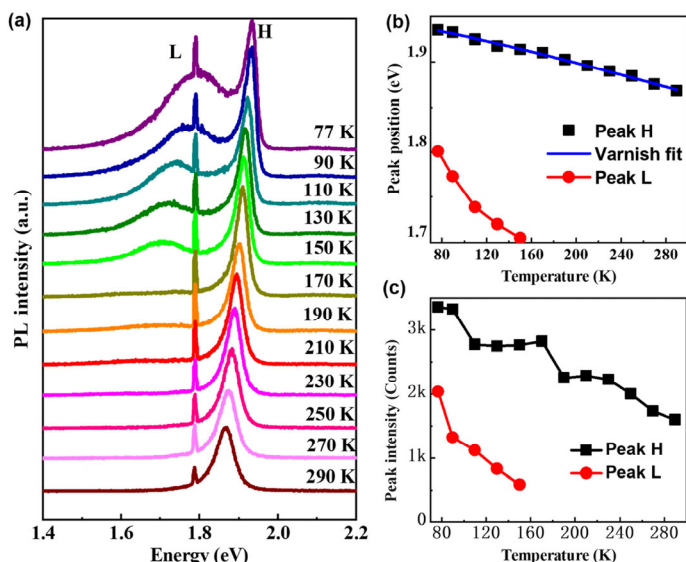 (a)
L
H
77 K
90 K
110 K
130 K
150 K
170 K
190 K
210 K
230 K
250 K
270 K
290 K
PL intensity (a.u.)
1.4 1.6 1.8 2.0 2.2
Energy (eV)
(b)
1.9
1.8
1.7
Peak position (eV)
Peak H
Varnish fit
Peak L
80 120 160 200 240 280
Temperature (K)
(c)
3k
2k
1k
0
Peak intensity (Counts)
Peak H
Peak L
80 130 190 240 280
Temperature (K)